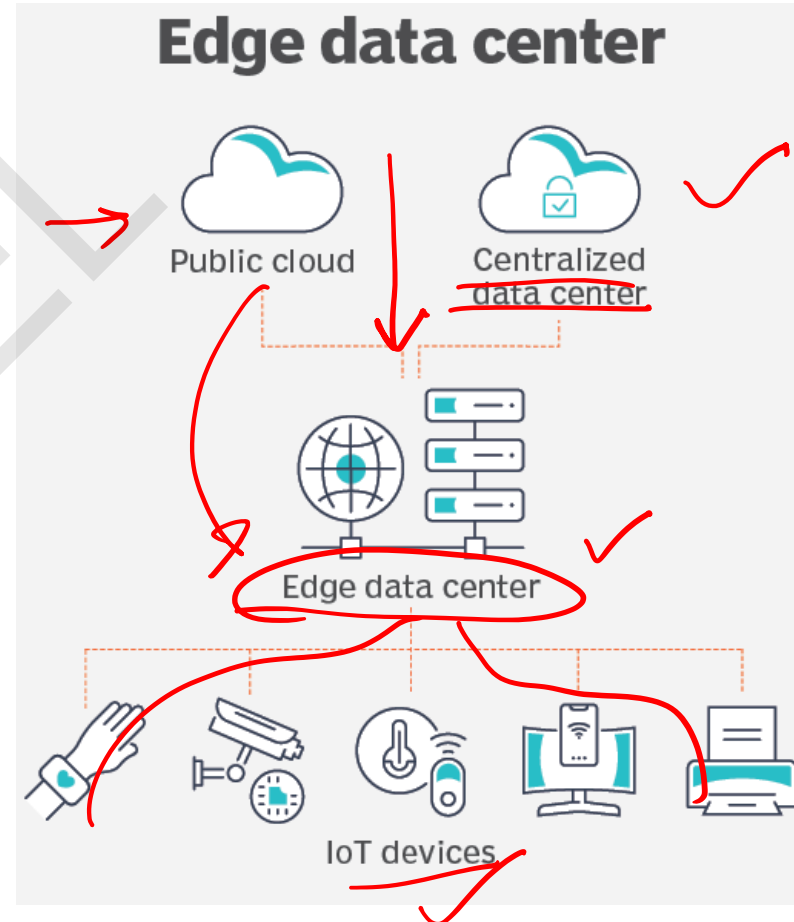 Edge data center
Public cloud
Centralized
data center
Edge data center
IoT devices